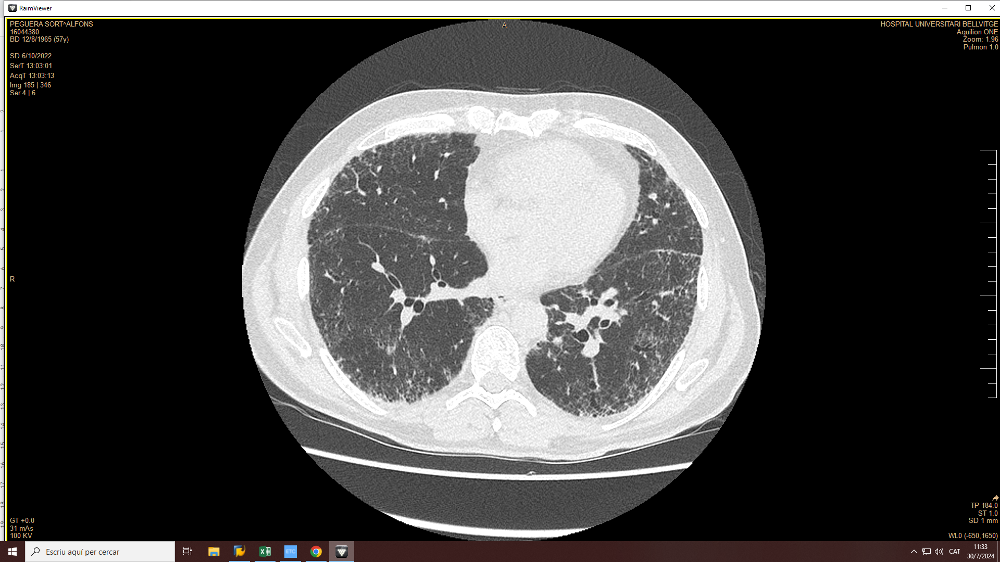 RaimViewer
PEGUERA SORT^ALFONS
16044380
BD 12/8/1965 (57y)
SD 6/10/2022
SerT 13:03:01
AcqT 13:03:13
Img 185 | 346
Ser 4 | 6
A
HOSPITAL UNIVERSITARI BELLVITGE
Aquilion ONE
Zoom: 1.96
Pulmon 1.0
R
GT +0.0
31 mAs
100 KV
TP 184.0
ST 1.0
SD 1 mm
WL0 (-650,1650)
Escriu aquí per cercar
ETC
CAT
11:33
30/7/2024